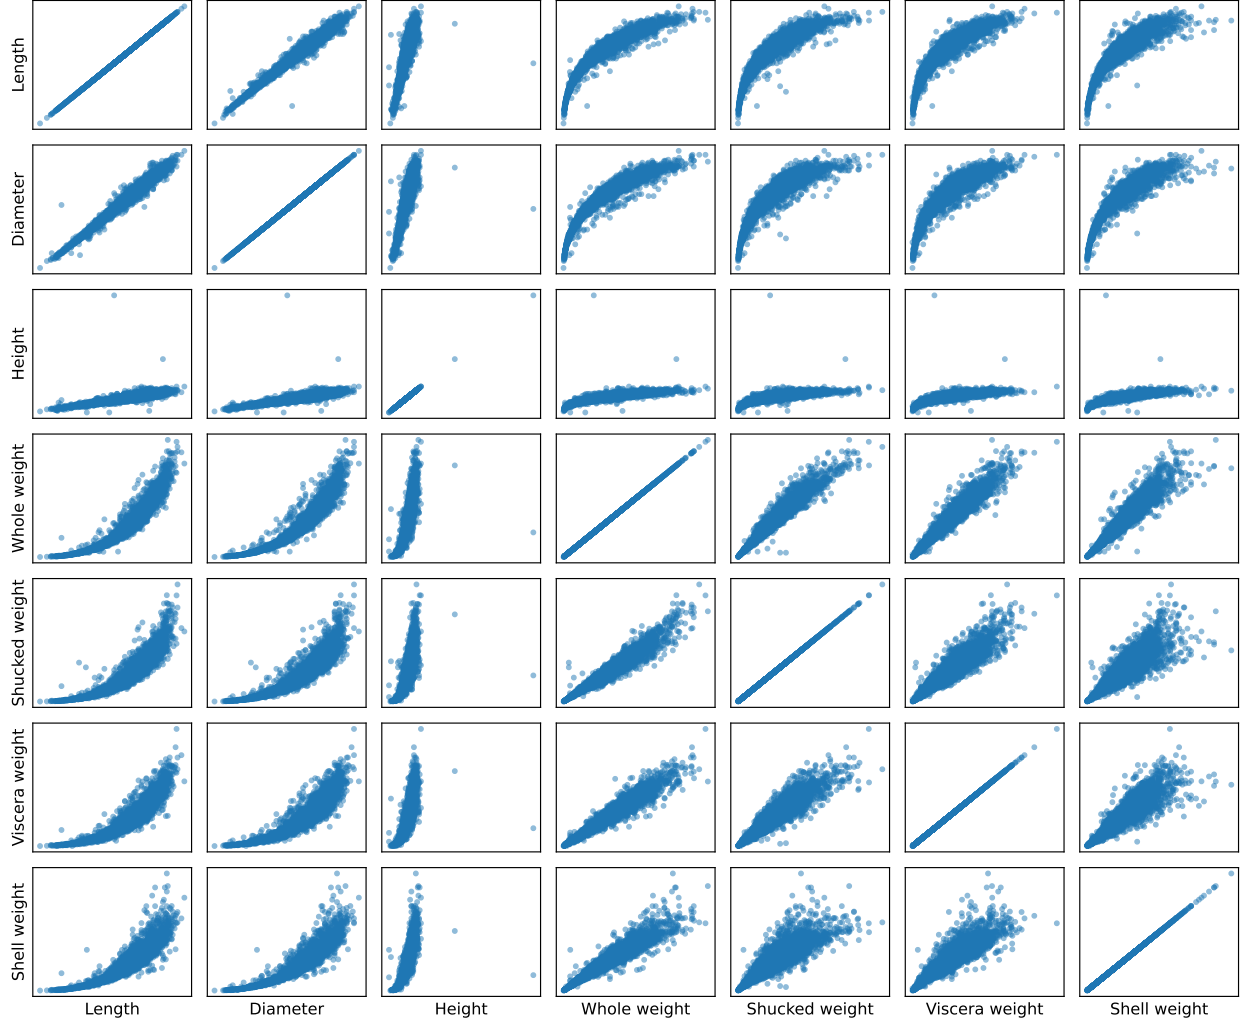 Length
Diameter
Height
Whole weight
Shucked weight
Viscera weight
Shell weight
Length
Diameter
Height
Whole weight
Shucked weight
Viscera weight
Shell weight